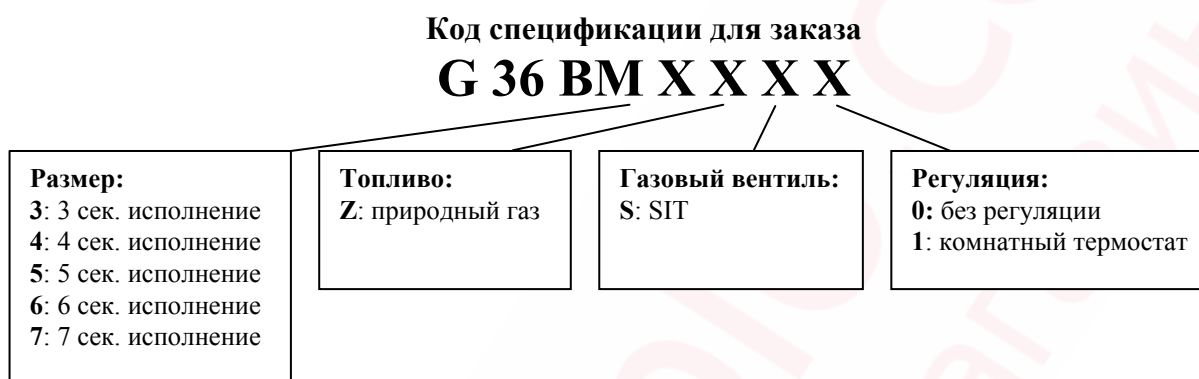 Код спецификации для заказа
G 36 BM X X X X
Размер:
3: 3 сек. исполнение
4: 4 сек. исполнение
5: 5 сек. исполнение
6: 6 сек. исполнение
7: 7 сек. исполнение
Топливо:
Z: природный газ
Газовый вентиль:
S: SIT
Регуляция:
0: без регуляции
1: комнатный термостат